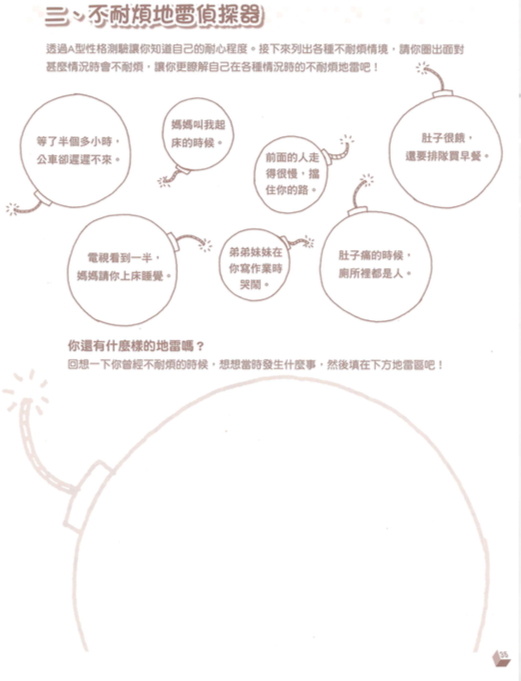 三、不耐煩地雷偵探器
透過A型性格測驗讓你知道自己的耐心程度。接下來列出各種不耐煩情境，請你圈出面對
甚麼情況時會不耐煩，讓你更瞭解自己在各種情況時的不耐煩地雷吧！
等了半個多小時，
公車卻遲遲不來。
媽媽叫我起
床的時候。
前面的人走
得很慢，擋
住你的路。
肚子很餓，
還要排隊買早餐。
電視看到一半，
媽媽請你上床睡覺。
弟弟妹妹在
你寫作業時
哭鬧。
肚子痛的時候，
廁所裡都是人。
你還有什麼樣的地雷嗎？
回想一下你曾經不耐煩的時候，想想當時發生什麼事，然後填在下方地雷區吧！